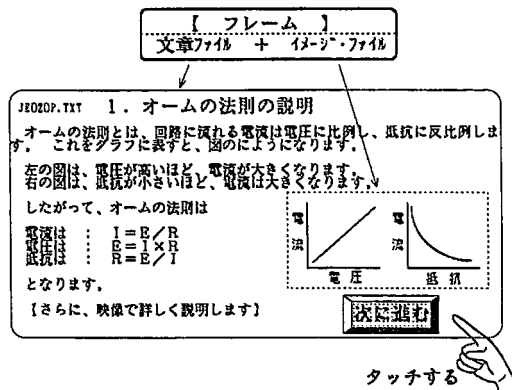 【 フレーム 】
文章ファイル + イメージ・ファイル
JEOZOP.TXT 1．オームの法則の説明
オームの法則とは、回路に流れる電流は電圧に比例し、抵抗に反比例しま
す。 これをグラフに表すと、図のにようになります。
左の図は、電圧が高いほど、電流が大きくなります。
右の図は、抵抗が小さいほど、電流は大きくなります。
したがって、オームの法則は
電流は ： I＝E／R
電圧は ： E＝I×R
抵抗は ： R＝E／I
となります。
【さらに、映像で詳しく説明します】
電流
電圧
電流
抵抗
次に進む
タッチする